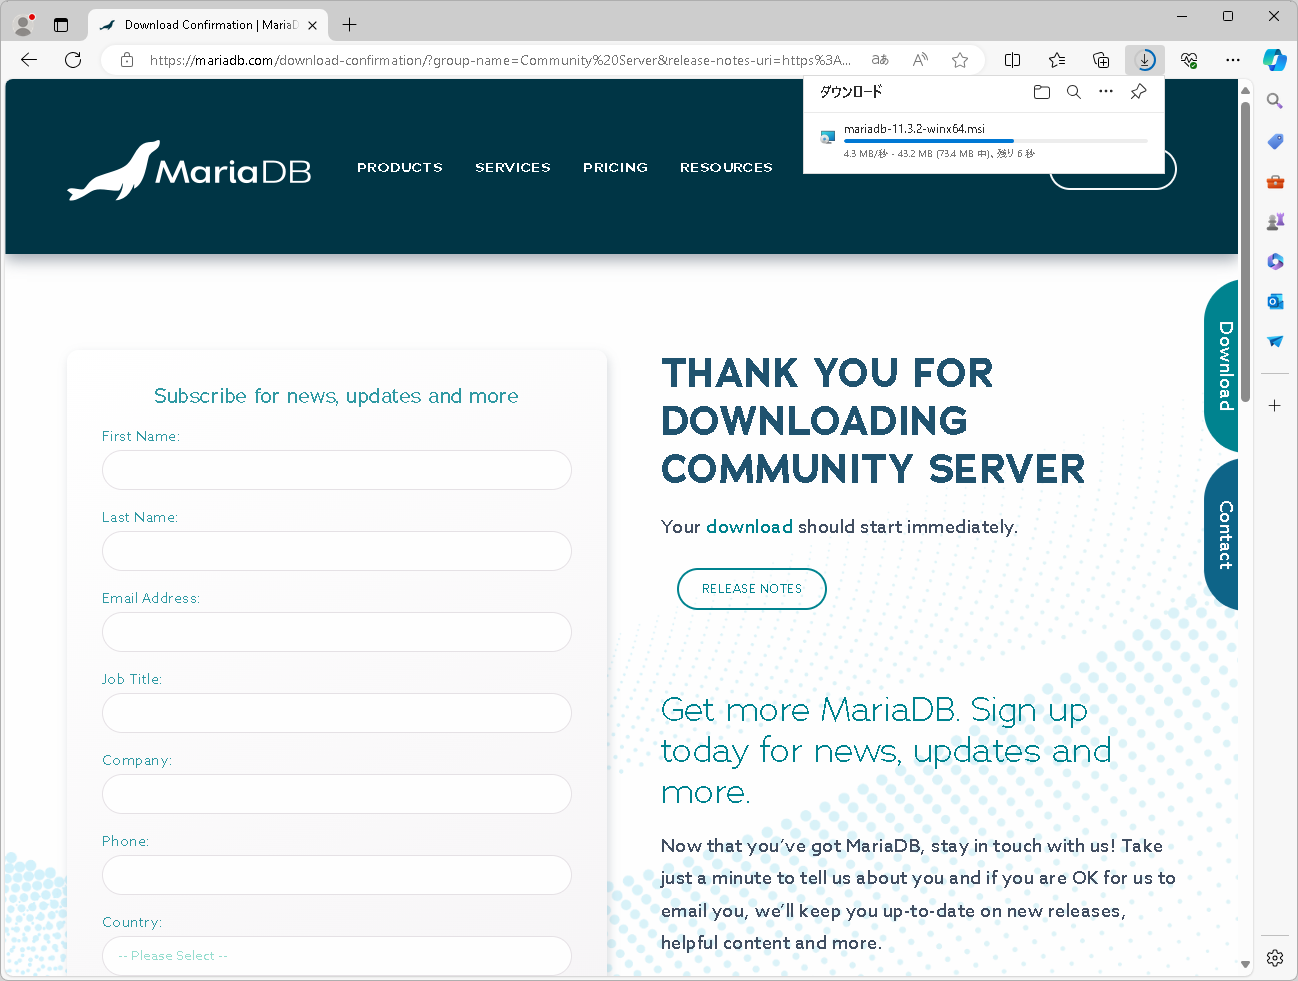 Download Confirmation | MariaD
https://mariadb.com/download-confirmation/?group-name=Community%20Server&release-notes-uri=https%3A...
ダウンロード
mariadb-11.3.2-winx64.msi
4.3 MB/秒 - 43.2 MB (73.4 MB 中)、残り 6 秒
MariaDB
PRODUCTS
SERVICES
PRICING
RESOURCES
Subscribe for news, updates and more
First Name:
Last Name:
Email Address:
Job Title:
Company:
Phone:
Country:
-- Please Select --
THANK YOU FOR
DOWNLOADING
COMMUNITY SERVER
Your download should start immediately.
RELEASE NOTES
Get more MariaDB. Sign up
today for news, updates and
more.
Now that you’ve got MariaDB, stay in touch with us! Take
just a minute to tell us about you and if you are OK for us to
email you, we’ll keep you up-to-date on new releases,
helpful content and more.
Download
Contact